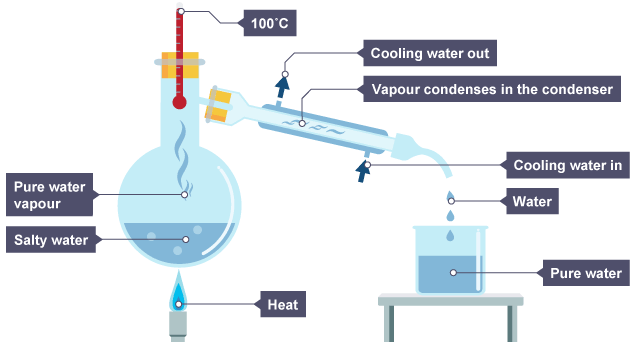 100°C
Cooling water out
Vapour condenses in the condenser
Cooling water in
Pure water
vapour
Water
Salty water
Pure water
Heat